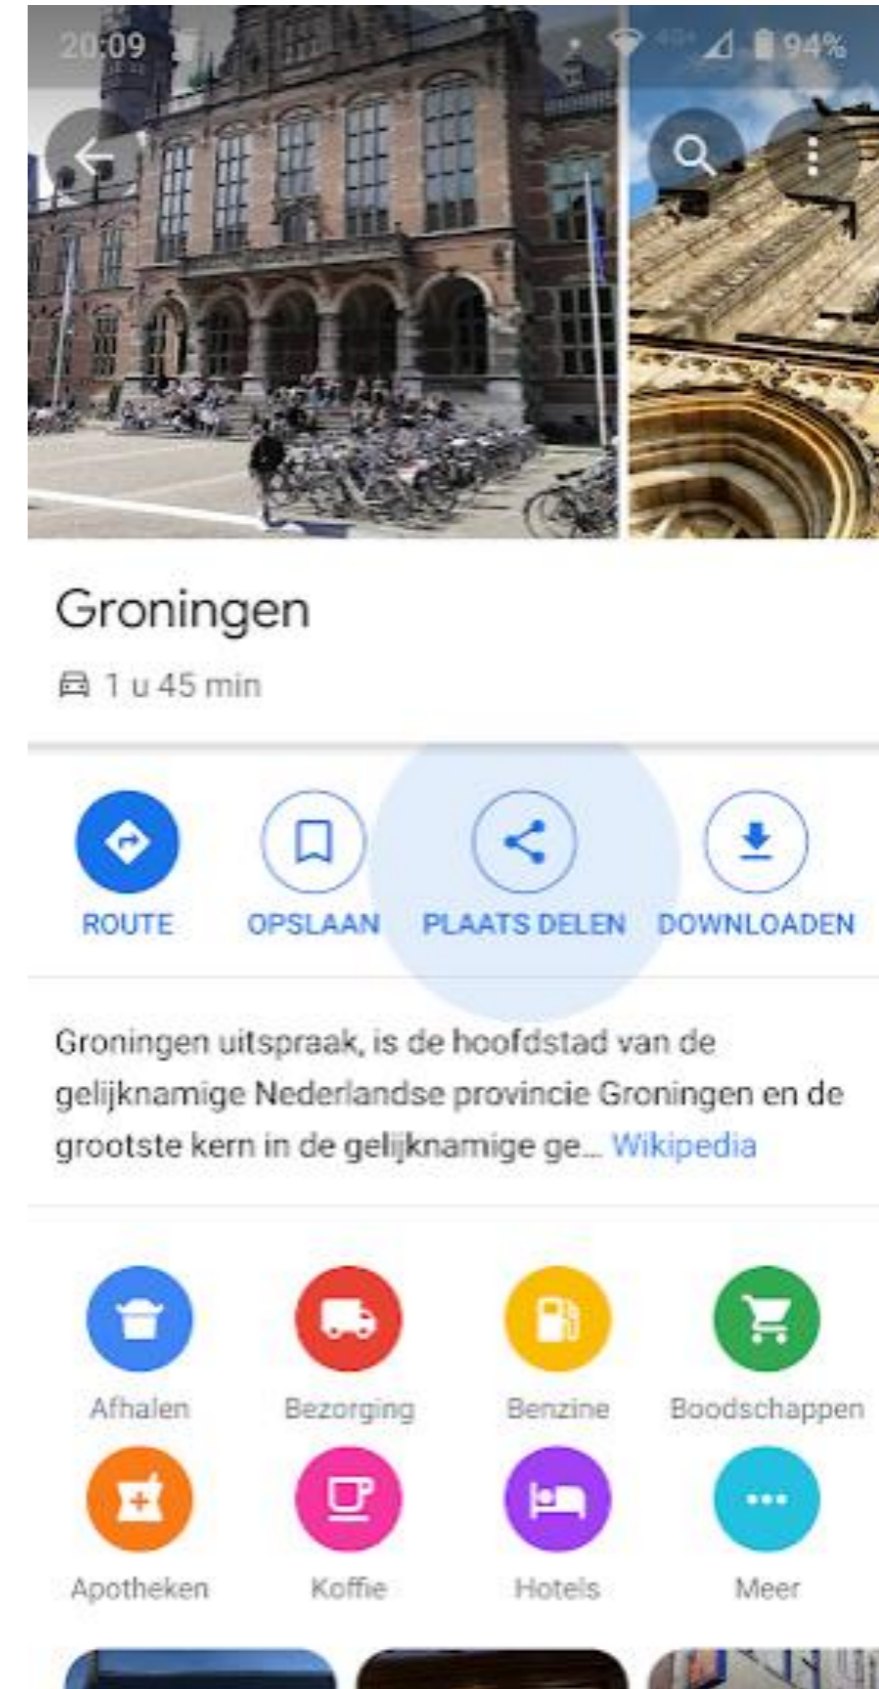 20:09
4G+ 94%
Groningen
1 u 45 min
ROUTE OPSLAAN PLAATS DELEN DOWNLOADEN
Groningen uitspraak, is de hoofdstad van de
gelijknamige Nederlandse provincie Groningen en de
grootste kern in de gelijknamige ge... Wikipedia
Afhalen Bezorging Benzine Boodschappen
Apotheken Koffie Hotels Meer